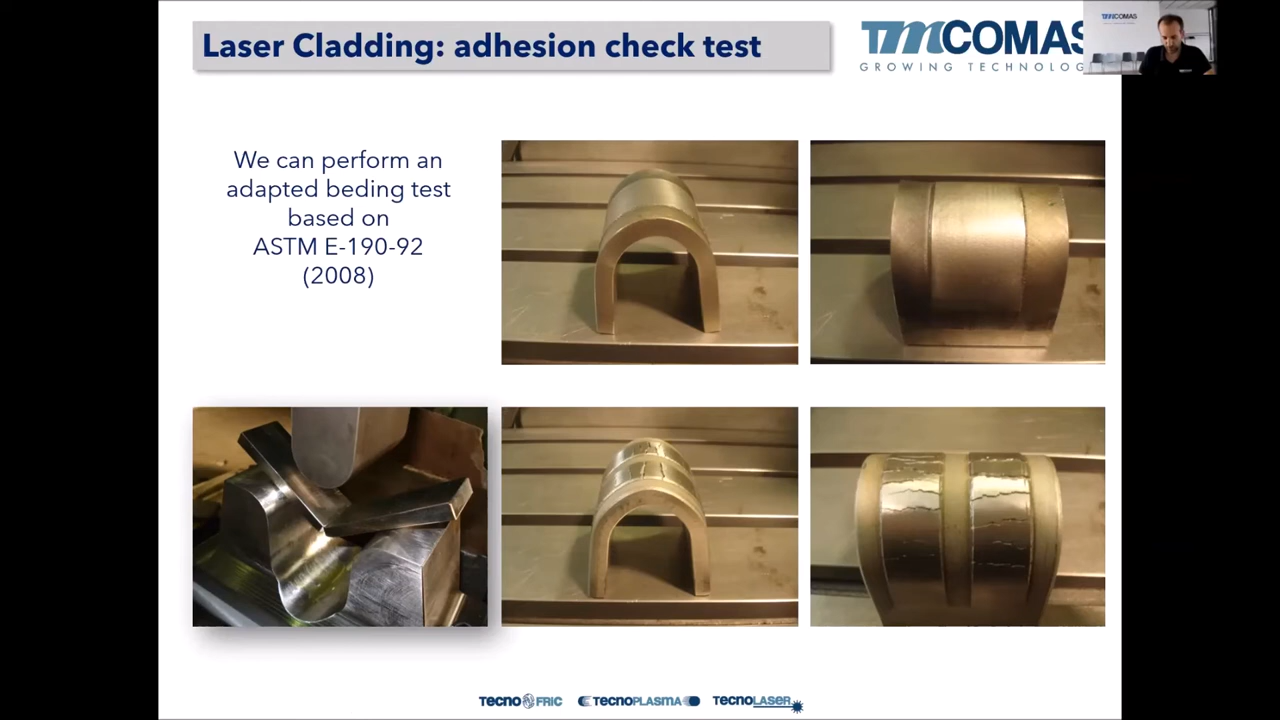 Laser Cladding: adhesion check test
TMCOMAS
GROWING TECHNOLOG
TMCOMAS
We can perform an
adapted beding test
based on
ASTM E-190-92
(2008)
TECNOFRIC
TECNOPLASMA
TECNOLASER